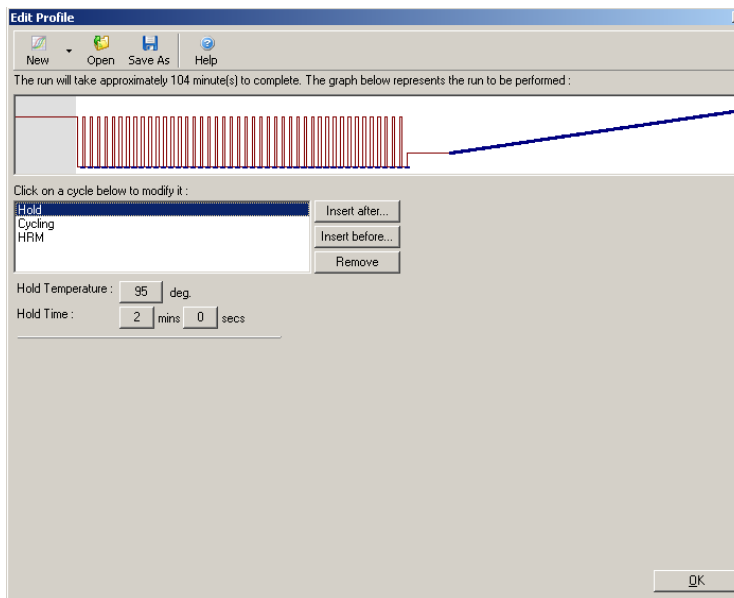 Edit Profile
New Open Save As Help
The run will take approximately 104 minute(s) to complete. The graph below represents the run to be performed :
Click on a cycle below to modify it :
Hold
Cycling
HRM
Insert after...
Insert before...
Remove
Hold Temperature : 95 deg.
Hold Time : 2 mins 0 secs
OK